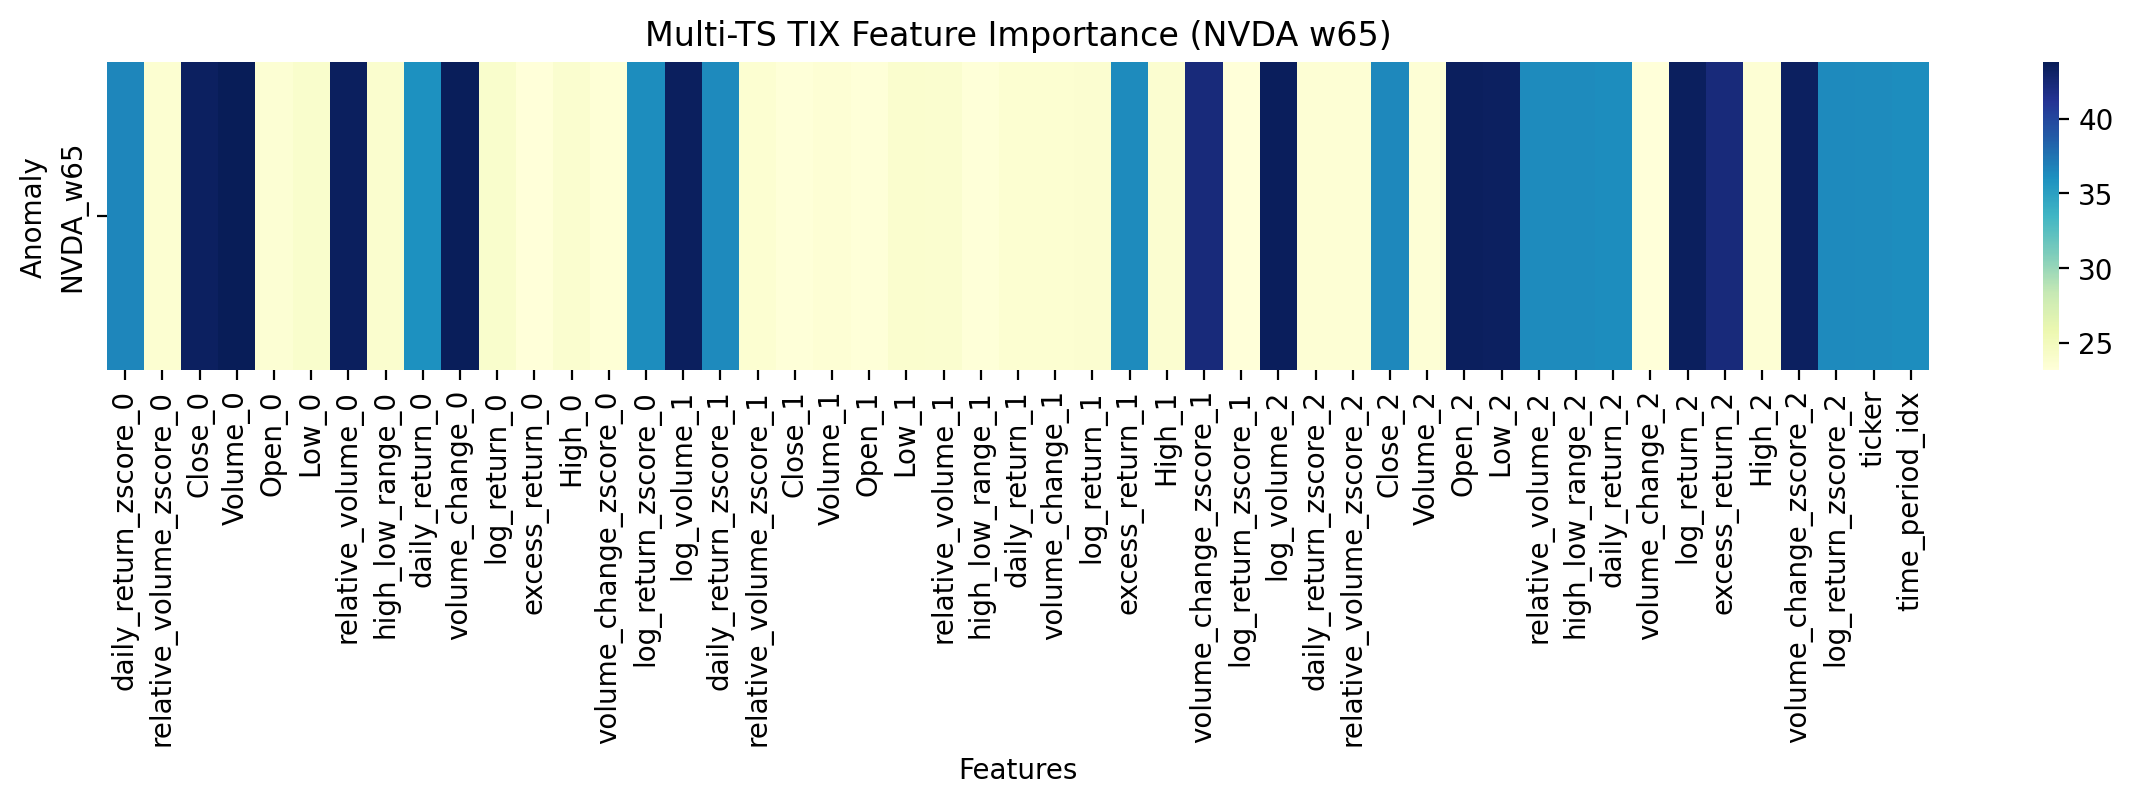 Multi-TS TIX Feature Importance (NVDA w65)
Anomaly
NVDA_w65
40
35
30
25
daily_return_zscore_0
relative_volume_zscore_0
Close_0
Volume_0
Open_0
Low_0
relative_volume_0
high_low_range_0
daily_return_0
volume_change_0
log_return_0
excess_return_0
High_0
volume_change_zscore_0
log_return_zscore_0
log_volume_1
daily_return_zscore_1
relative_volume_zscore_1
Close_1
Volume_1
Open_1
Low_1
relative_volume_1
high_low_range_1
daily_return_1
volume_change_1
log_return_1
excess_return_1
High_1
volume_change_zscore_1
log_return_zscore_1
log_volume_2
daily_return_zscore_2
relative_volume_zscore_2
Close_2
Volume_2
Open_2
Low_2
relative_volume_2
high_low_range_2
daily_return_2
volume_change_2
log_return_2
excess_return_2
High_2
volume_change_zscore_2
log_return_zscore_2
ticker
time_period_idx
Features